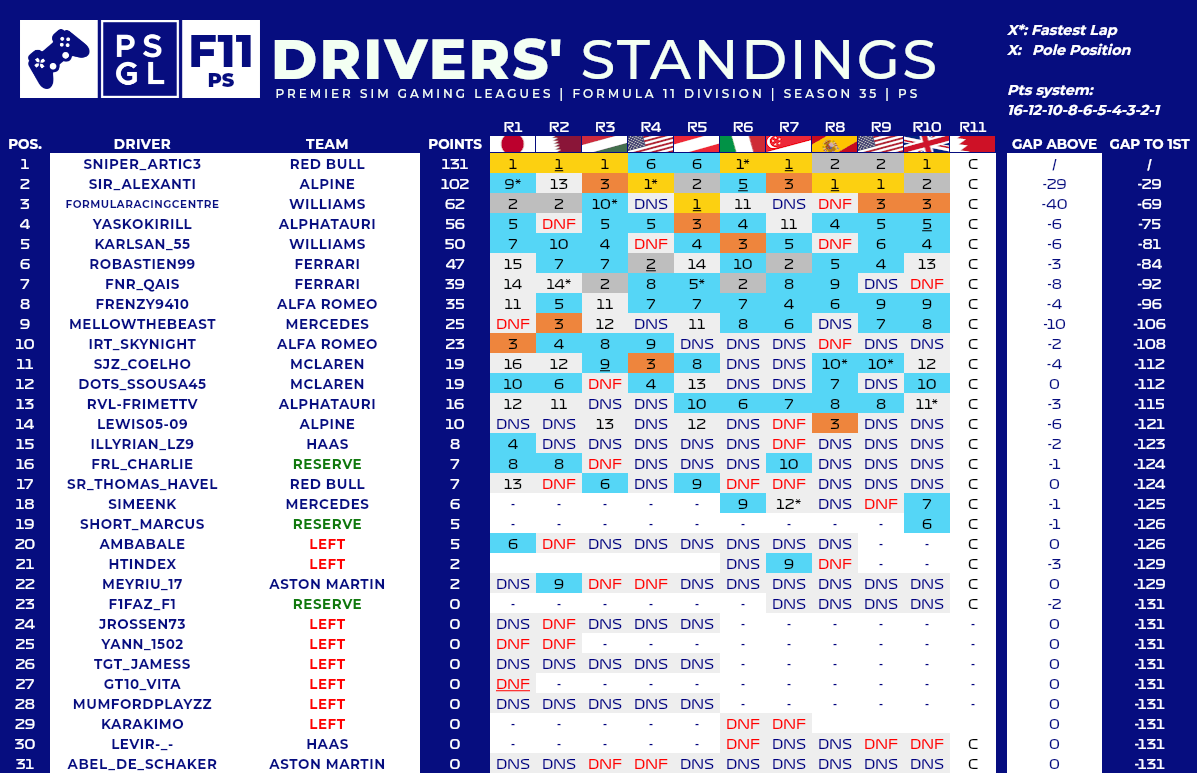 PS GL F11 PS DRIVERS' STANDINGS
PREMIER SIM GAMING LEAGUES | FORMULA 11 DIVISION | SEASON 35 | PS
X*: Fastest Lap
X: Pole Position
Pts system:
16-12-10-8-6-5-4-3-2-1
R1 R2 R3 R4 R5 R6 R7 R8 R9 R10 R11
POS. DRIVER TEAM POINTS GAP ABOVE GAP TO 1ST
1 SNIPER_ARTIC3 RED BULL 131 1 1 1 6 6 1* 1 2 2 1 C / /
2 SIR_ALEXANTI ALPINE 102 9* 13 3 1* 2 5 3 1 1 2 C -29 -29
3 FORMULARACINGCENTRE WILLIAMS 62 2 2 10* DNS 1 11 DNS DNF 3 3 C -40 -69
4 YASKOKIRILL ALPHATAURI 56 5 DNF 5 5 3 4 11 4 5 5 C -6 -75
5 KARLSAN_55 WILLIAMS 50 7 10 4 DNF 4 3 5 DNF 6 4 C -6 -81
6 ROBASTIEN99 FERRARI 47 15 7 7 2 14 10 2 5 4 13 C -3 -84
7 FNR_QAIS FERRARI 39 14 14* 2 8 5* 2 8 9 DNS DNF C -8 -92
8 FRENZY9410 ALFA ROMEO 35 11 5 11 7 7 7 4 6 9 9 C -4 -96
9 MELLOWTHEBEAST MERCEDES 25 DNF 3 12 DNS 11 8 6 DNS 7 8 C -10 -106
10 IRT_SKYNIGHT ALFA ROMEO 23 3 4 8 9 DNS DNS DNS DNF DNS DNS C -2 -108
11 SJZ_COELHO MCLAREN 19 16 12 9 3 8 DNS DNS 10* 10* 12 C -4 -112
12 DOTS_SSOUSA45 MCLAREN 19 10 6 DNF 4 13 DNS DNS 7 DNS 10 C 0 -112
13 RVL-FRIMETTV ALPHATAURI 16 12 11 DNS DNS 10 6 7 8 8 11* C -3 -115
14 LEWIS05-09 ALPINE 10 DNS DNS 13 DNS 12 DNS DNF 3 DNS DNS C -6 -121
15 ILLYRIAN_LZ9 HAAS 8 4 DNS DNS DNS DNS DNS DNF DNS DNS DNS C -2 -123
16 FRL_CHARLIE RESERVE 7 8 8 DNF DNS DNS DNS 10 DNS DNS DNS C -1 -124
17 SR_THOMAS_HAVEL RED BULL 7 13 DNF 6 DNS 9 DNF DNF DNS DNS DNS C 0 -124
18 SIMEENK MERCEDES 6 - - - - - 9 12* DNS DNF 7 C -1 -125
19 SHORT_MARCUS RESERVE 5 - - - - - - - - - 6 C -1 -126
20 AMBABALE LEFT 5 6 DNF DNS DNS DNS DNS DNS DNS - - C 0 -126
21 HTINDEX LEFT 2 DNS 9 DNF - - C -3 -129
22 MEYRIU_17 ASTON MARTIN 2 DNS 9 DNF DNF DNS DNS DNS DNS DNS DNS C 0 -129
23 F1FAZ_F1 RESERVE 0 - - - - - - DNS DNS DNS DNS C -2 -131
24 JROSSEN73 LEFT 0 DNS DNF DNS DNS DNS - - - - - - 0 -131
25 YANN_1502 LEFT 0 DNF DNF - - - - - - - - - 0 -131
26 TGT_JAMESS LEFT 0 DNS DNS DNS DNS DNS - - - - - - 0 -131
27 GT10_VITA LEFT 0 DNF - - - - - - - - - - 0 -131
28 MUMFORDPLAYZZ LEFT 0 DNS DNS DNS DNS DNS - - - - - - 0 -131
29 KARAKIMO LEFT 0 - - - - - DNF DNF 0 -131
30 LEVIR-_- HAAS 0 - - - - - DNF DNS DNS DNF DNF C 0 -131
31 ABEL_DE_SCHAKER ASTON MARTIN 0 DNS DNS DNF DNF DNS DNS DNS DNS DNS DNS C 0 -131